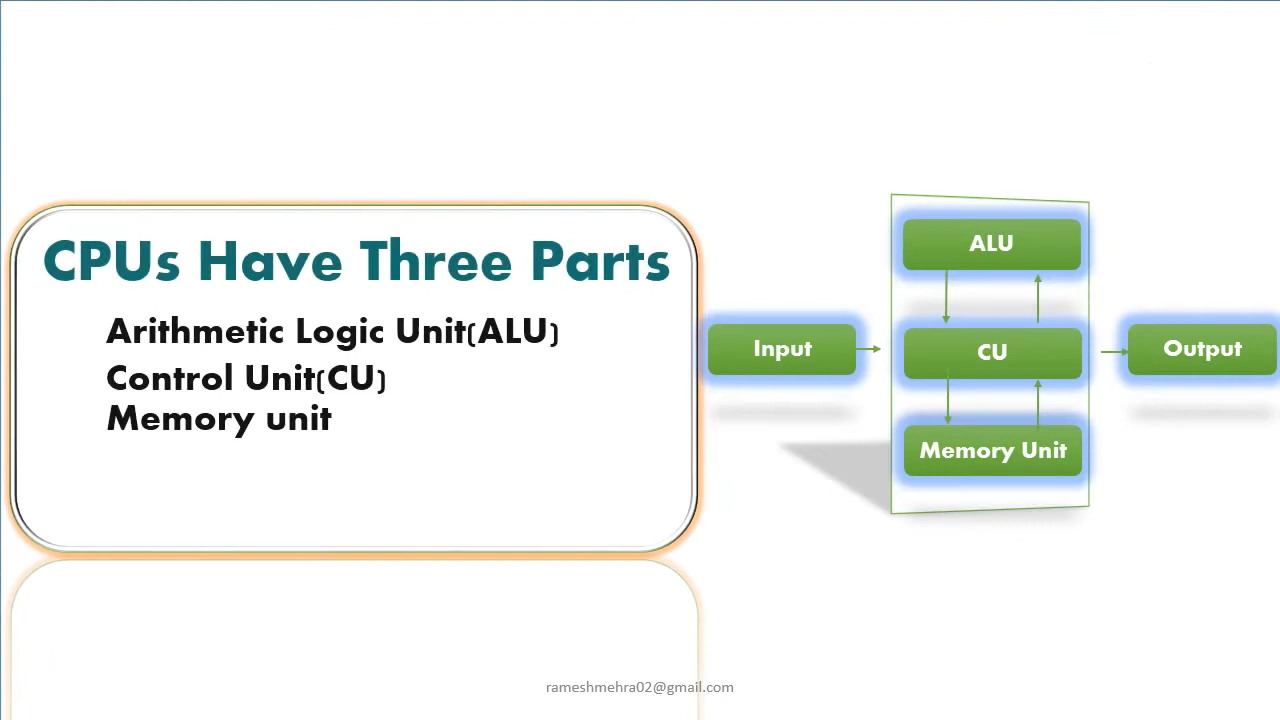 CPUs Have Three Parts
Arithmetic Logic Unit(ALU)
Control Unit(CU)
Memory unit
ALU
Input
CU
Output
Memory Unit
rameshmehra02@gmail.com